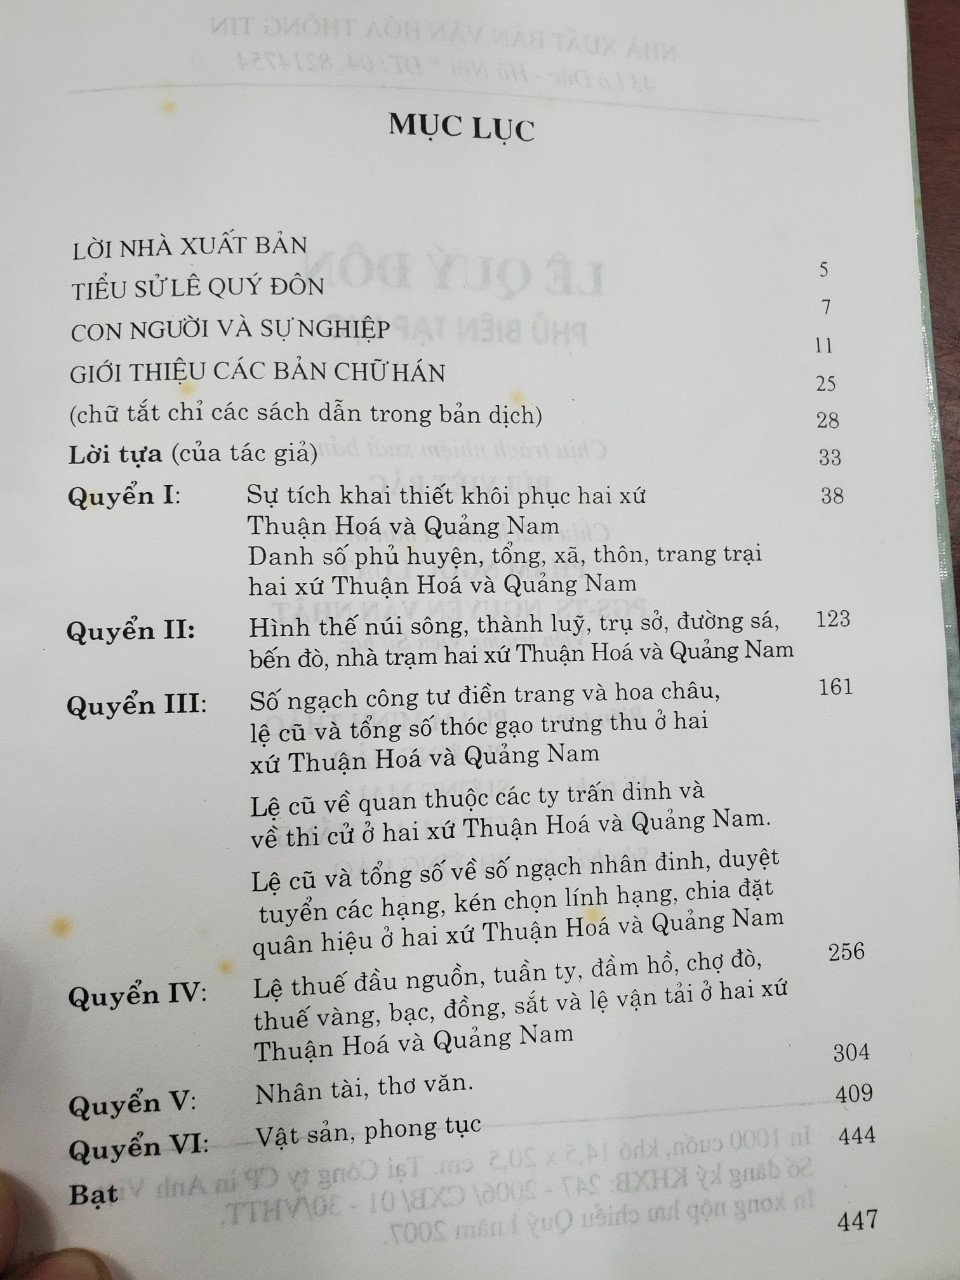 MỤC LỤC
LỜI NHÀ XUẤT BẢN 5
TIỂU SỬ LÊ QUÝ ĐÔN 7
CON NGƯỜI VÀ SỰ NGHIỆP 11
GIỚI THIỆU CÁC BẢN CHỮ HÁN 25
(chữ tắt chỉ các sách dẫn trong bản dịch) 28
Lời tựa (của tác giả) 33
Quyển I: Sự tích khai thiết khôi phục hai xứ 38
Thuận Hoá và Quảng Nam
Danh số phủ huyện, tổng, xã, thôn, trang trại
hai xứ Thuận Hoá và Quảng Nam
Quyển II: Hình thế núi sông, thành luỹ, trụ sở, đường sá, 123
bến đò, nhà trạm hai xứ Thuận Hoá và Quảng Nam
Quyển III: Số ngạch công tư điền trang và hoa châu, 161
lệ cũ và tổng số thóc gạo trưng thu ở hai
xứ Thuận Hoá và Quảng Nam
Lệ cũ về quan thuộc các ty trấn dinh và
về thi cử ở hai xứ Thuận Hoá và Quảng Nam.
Lệ cũ và tổng số về số ngạch nhân đinh, duyệt
tuyển các hạng, kén chọn lính hạng, chia đặt
quân hiệu ở hai xứ Thuận Hoá và Quảng Nam
Quyển IV: Lệ thuế đầu nguồn, tuần ty, đầm hồ, chợ đò, 256
thuế vàng, bạc, đồng, sắt và lệ vận tải ở hai xứ
Thuận Hoá và Quảng Nam
Quyển V: Nhân tài, thơ văn. 304
Quyển VI: Vật sản, phong tục 409
Bạt 444
447